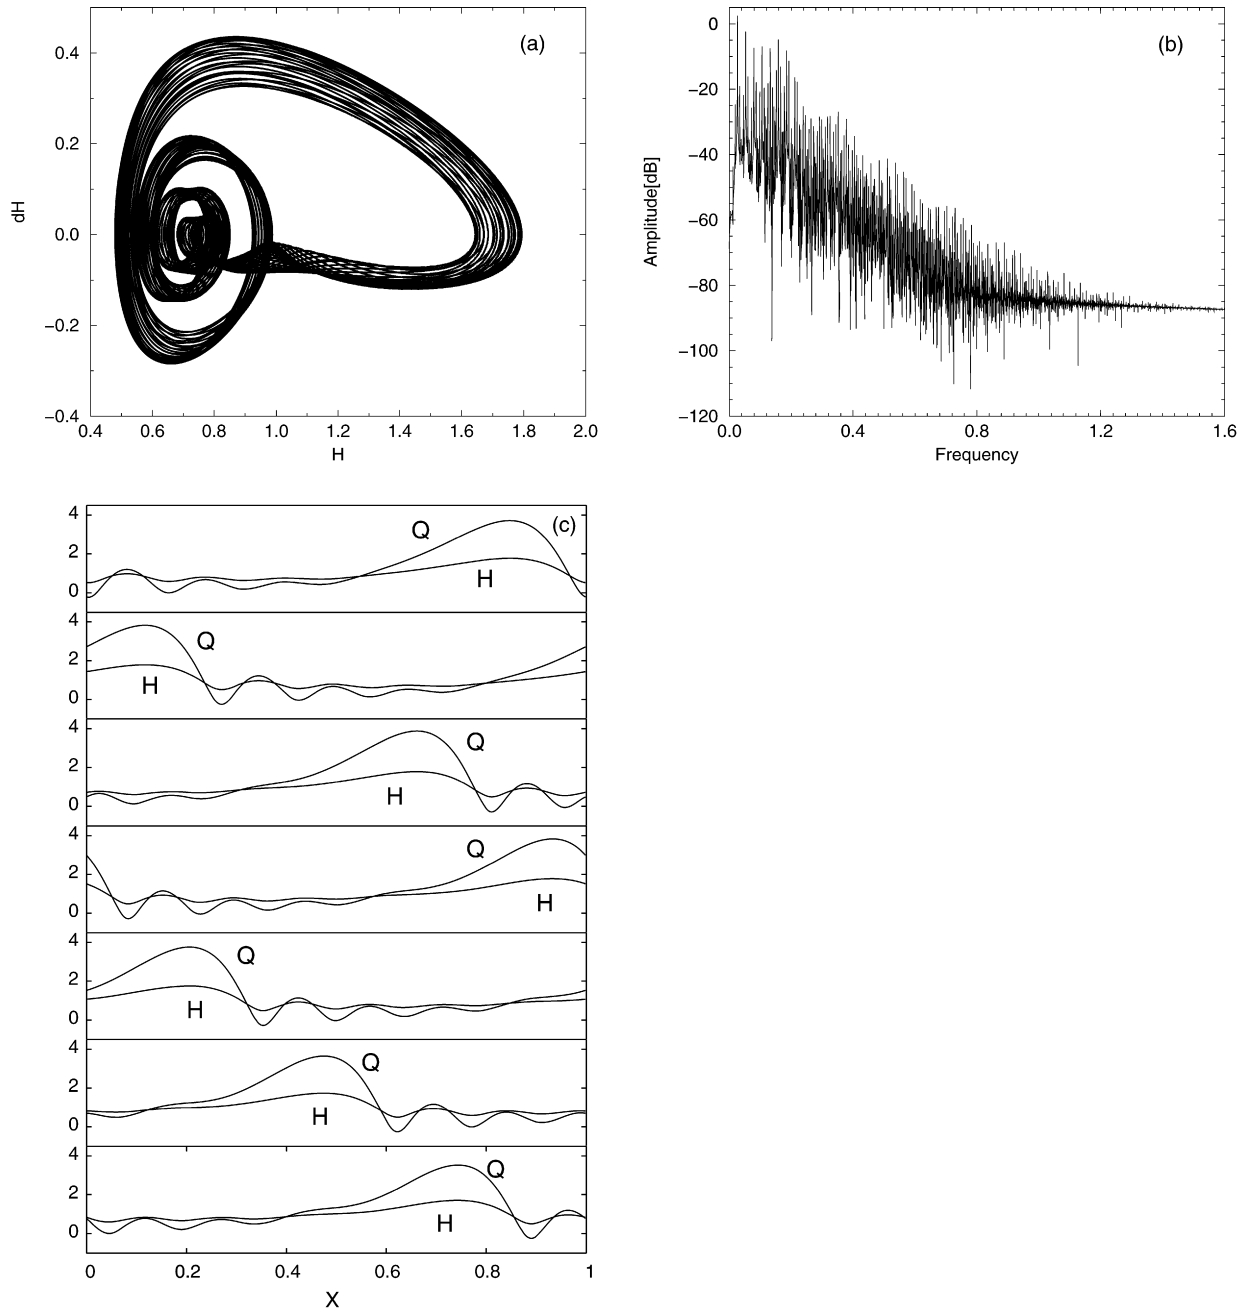 (a)
0.4
0.2
0.0
−0.2
−0.4
dH
0.4 0.6 0.8 1.0 1.2 1.4 1.6 1.8 2.0
H
(b)
0
−20
−40
−60
−80
−100
−120
Amplitude[dB]
0.0 0.4 0.8 1.2 1.6
Frequency
(c)
4
2
0
Q
H
4
2
0
Q
H
4
2
0
Q
H
4
2
0
Q
H
4
2
0
Q
H
4
2
0
Q
H
4
2
0
Q
H
0 0.2 0.4 0.6 0.8 1
X